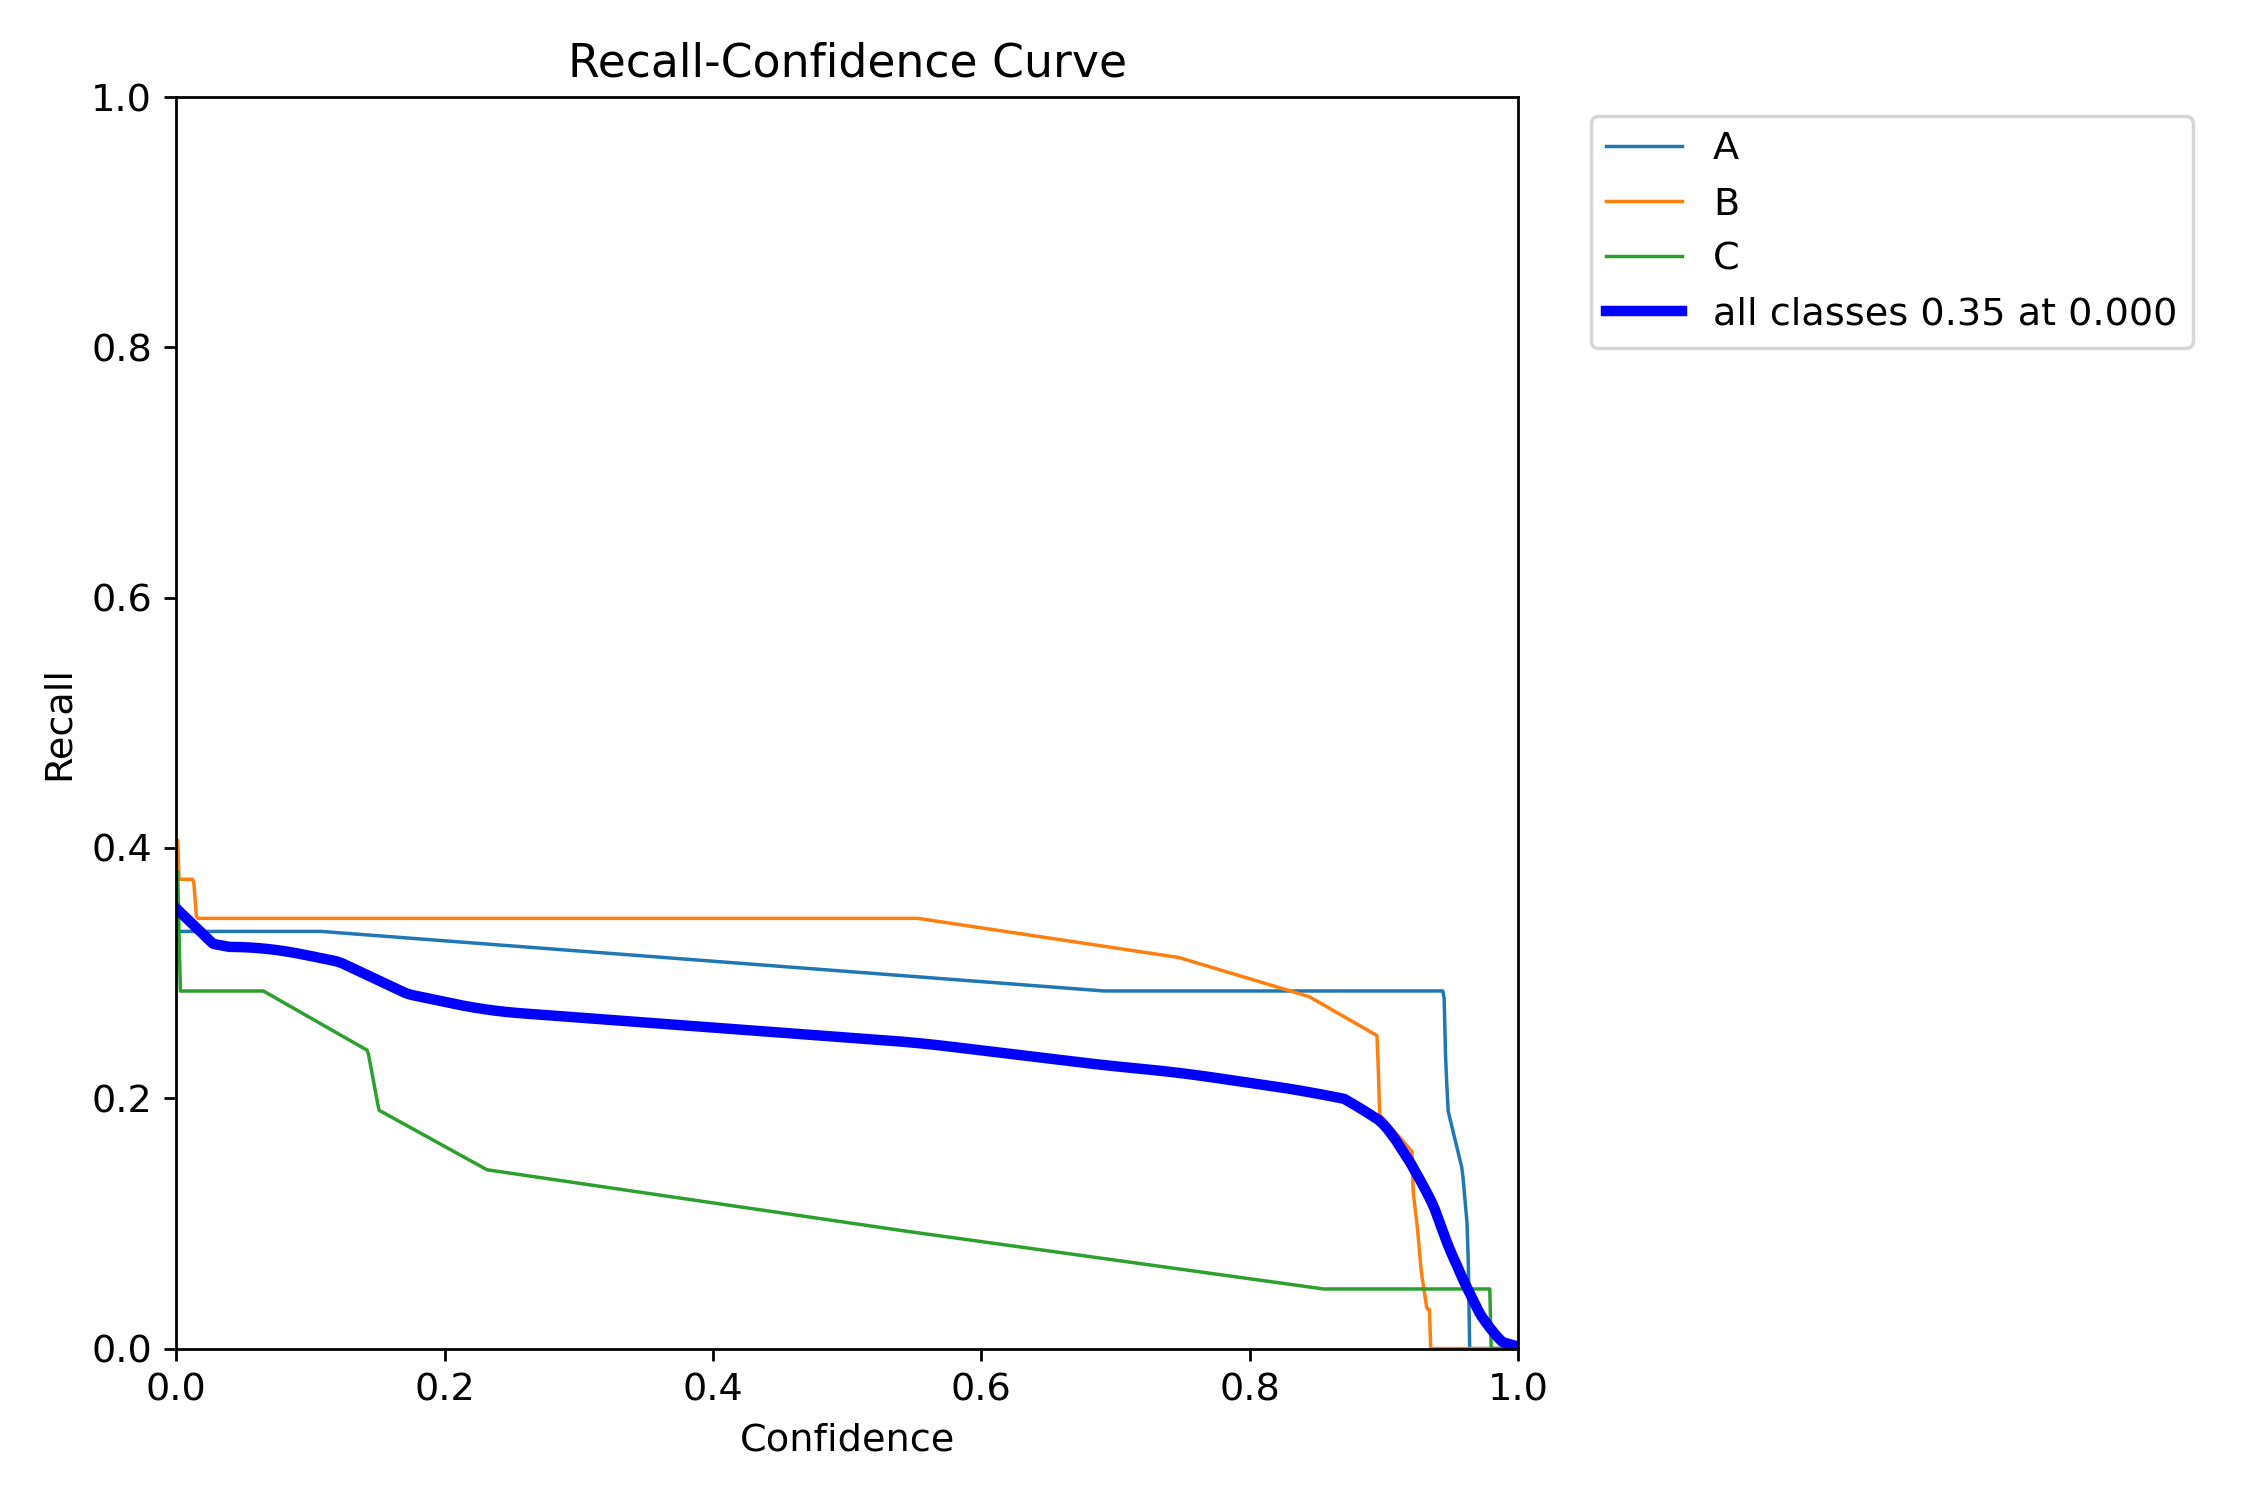 Recall-Confidence Curve
1.0
0.8
0.6
0.4
0.2
0.0
Recall
0.0 0.2 0.4 0.6 0.8 1.0
Confidence
A
B
C
all classes 0.35 at 0.000